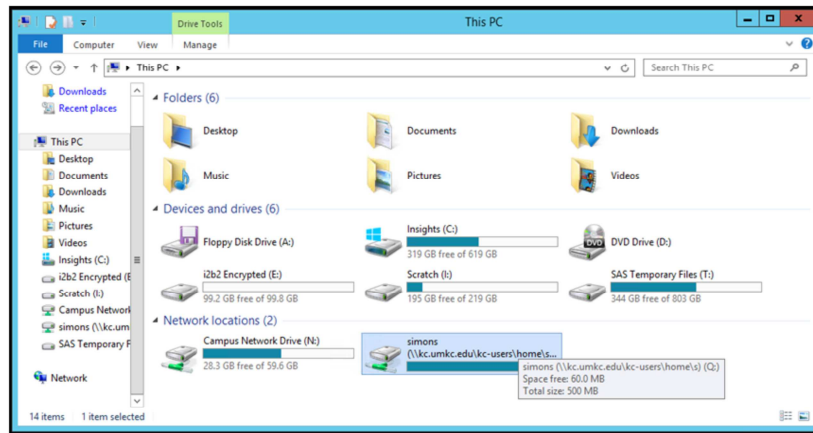 Drive Tools
This PC
File Computer View Manage
This PC
Search This PC
Downloads
Recent places
This PC
Desktop
Documents
Downloads
Music
Pictures
Videos
Insights (C:)
i2b2 Encrypted (E
Scratch (I:)
Campus Network
simons (\\kc.um
SAS Temporary F
Network
Folders (6)
Desktop Documents Downloads
Music Pictures Videos
Devices and drives (6)
Floppy Disk Drive (A:)
Insights (C:)
319 GB free of 619 GB
DVD
DVD Drive (D:)
i2b2 Encrypted (E:)
99.2 GB free of 99.8 GB
Scratch (I:)
195 GB free of 219 GB
SAS Temporary Files (T:)
344 GB free of 803 GB
Network locations (2)
Campus Network Drive (N:)
28.3 GB free of 59.6 GB
simons
(\\kc.umkc.edu\kc-users\home\s...
simons (\\kc.umkc.edu\kc-users\home\s) (Q:)
Space free: 60.0 MB
Total size: 500 MB
14 items 1 item selected